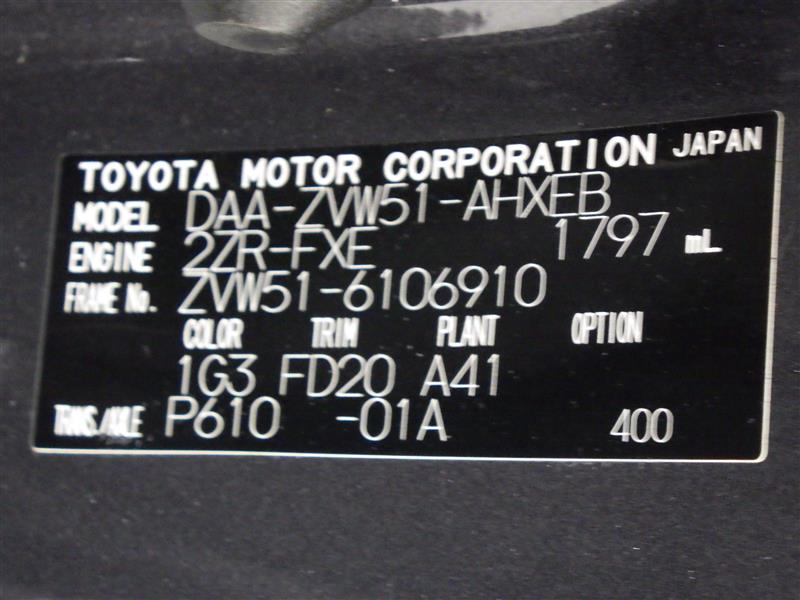 TOYOTA MOTOR CORPORATION JAPAN
MODEL DAA-ZVW51-AHXEB
ENGINE 2ZR-FXE 1797 mL
FRAME No. ZVW51-6106910
COLOR TRIM PLANT OPTION
1G3 FD20 A41
TRANS./AXLE P610 -01A 400